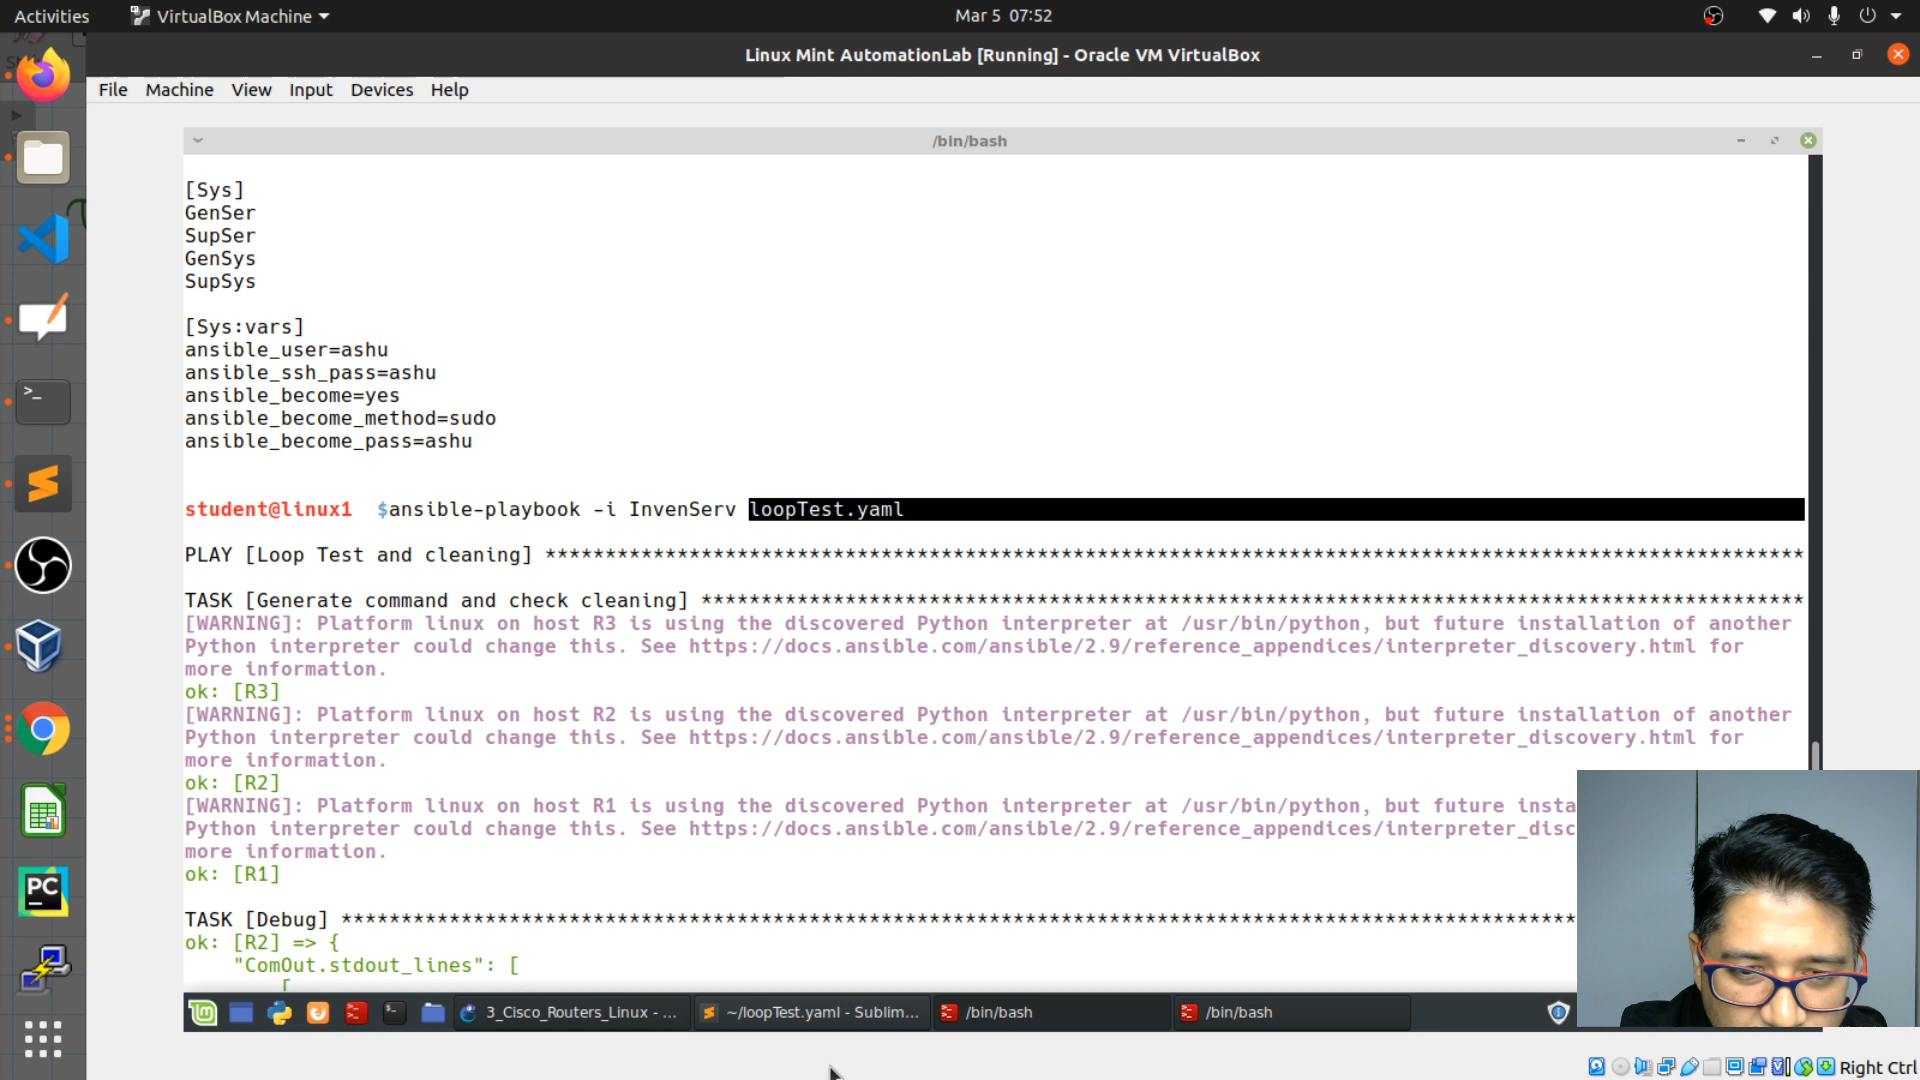 Activities
VirtualBox Machine
Mar 5 07:52
Linux Mint AutomationLab [Running] - Oracle VM VirtualBox
File Machine View Input Devices Help
/bin/bash
[Sys]
GenSer
SupSer
GenSys
SupSys
[Sys:vars]
ansible_user=ashu
ansible_ssh_pass=ashu
ansible_become=yes
ansible_become_method=sudo
ansible_become_pass=ashu
student@linux1 $ansible-playbook -i InvenServ loopTest.yaml
PLAY [Loop Test and cleaning] *********************************************************************************************************
TASK [Generate command and check cleaning] ********************************************************************************************
[WARNING]: Platform linux on host R3 is using the discovered Python interpreter at /usr/bin/python, but future installation of another
Python interpreter could change this. See https://docs.ansible.com/ansible/2.9/reference_appendices/interpreter_discovery.html for
more information.
ok: [R3]
[WARNING]: Platform linux on host R2 is using the discovered Python interpreter at /usr/bin/python, but future installation of another
Python interpreter could change this. See https://docs.ansible.com/ansible/2.9/reference_appendices/interpreter_discovery.html for
more information.
ok: [R2]
[WARNING]: Platform linux on host R1 is using the discovered Python interpreter at /usr/bin/python, but future insta
Python interpreter could change this. See https://docs.ansible.com/ansible/2.9/reference_appendices/interpreter_disc
more information.
ok: [R1]
TASK [Debug] *******************************************************************************************************
ok: [R2] => {
"ComOut.stdout_lines": [
[
3_Cisco_Routers_Linux - ...
~/loopTest.yaml - Sublim...
/bin/bash
/bin/bash
PC
Right Ctrl